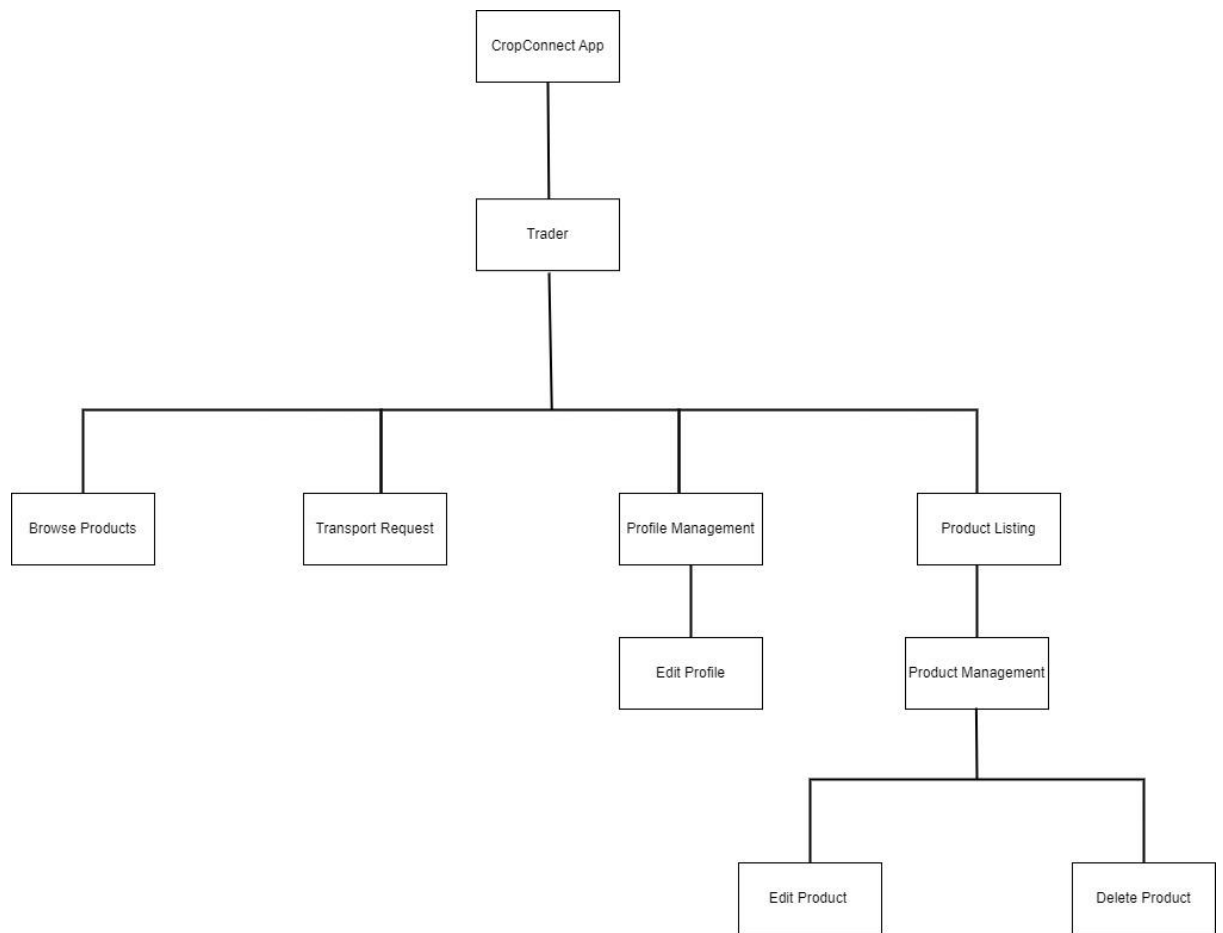 CropConnect App
Trader
Browse Products
Transport Request
Profile Management
Product Listing
Edit Profile
Product Management
Edit Product
Delete Product